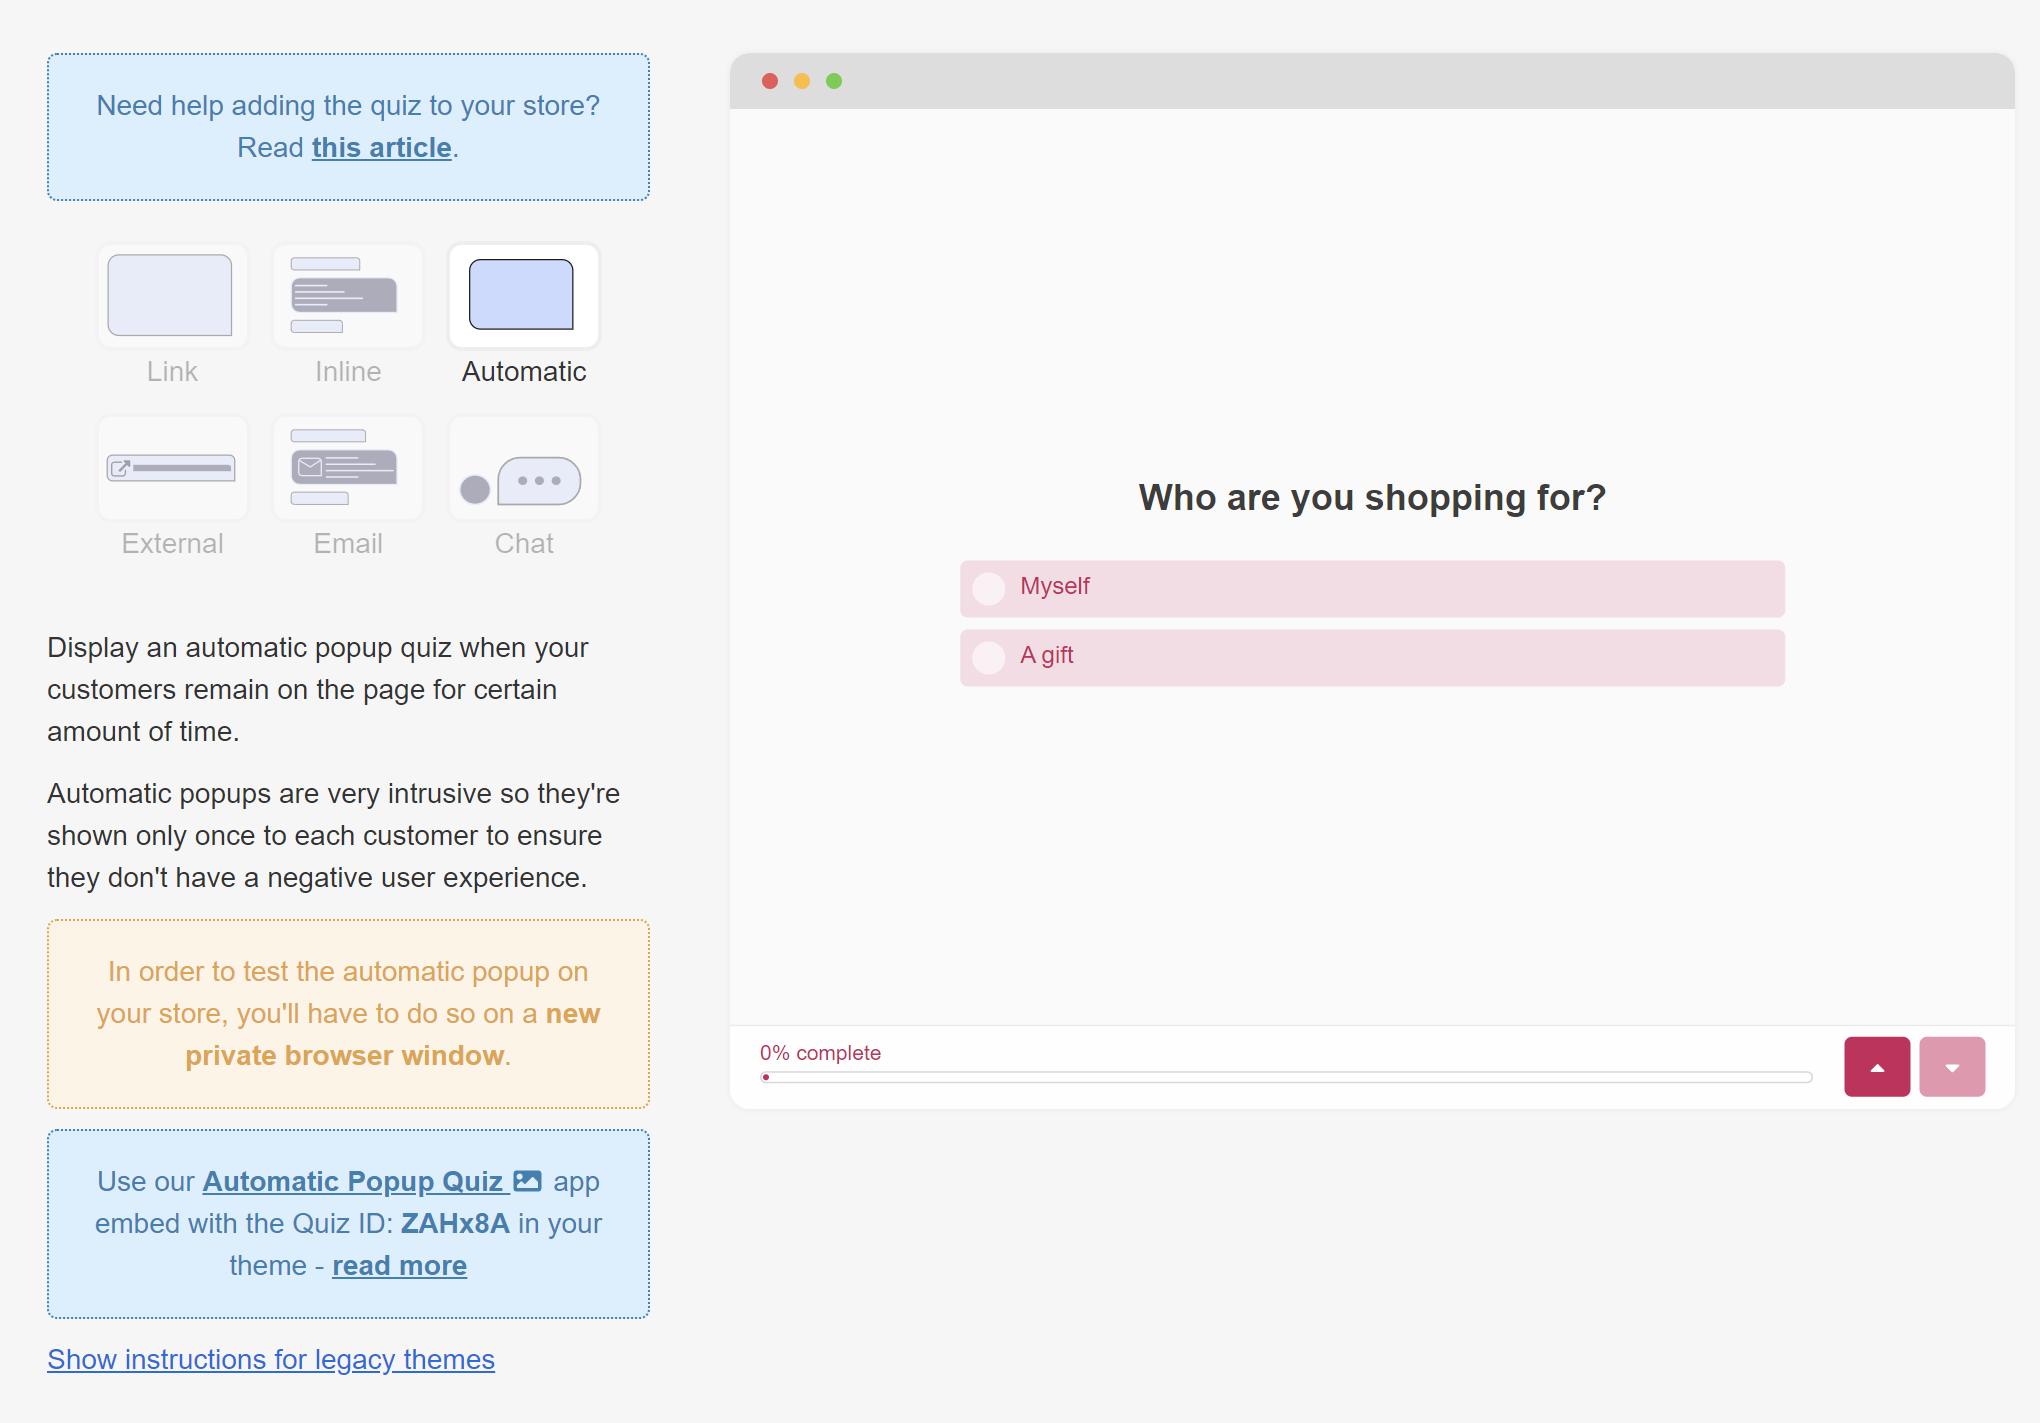 Need help adding the quiz to your store?
Read this article.
Link
Inline
Automatic
External
Email
Chat
Display an automatic popup quiz when your
customers remain on the page for certain
amount of time.
Automatic popups are very intrusive so they're
shown only once to each customer to ensure
they don't have a negative user experience.
In order to test the automatic popup on
your store, you'll have to do so on a new
private browser window.
Use our Automatic Popup Quiz app
embed with the Quiz ID: ZAHx8A in your
theme - read more
Show instructions for legacy themes
Who are you shopping for?
Myself
A gift
0% complete